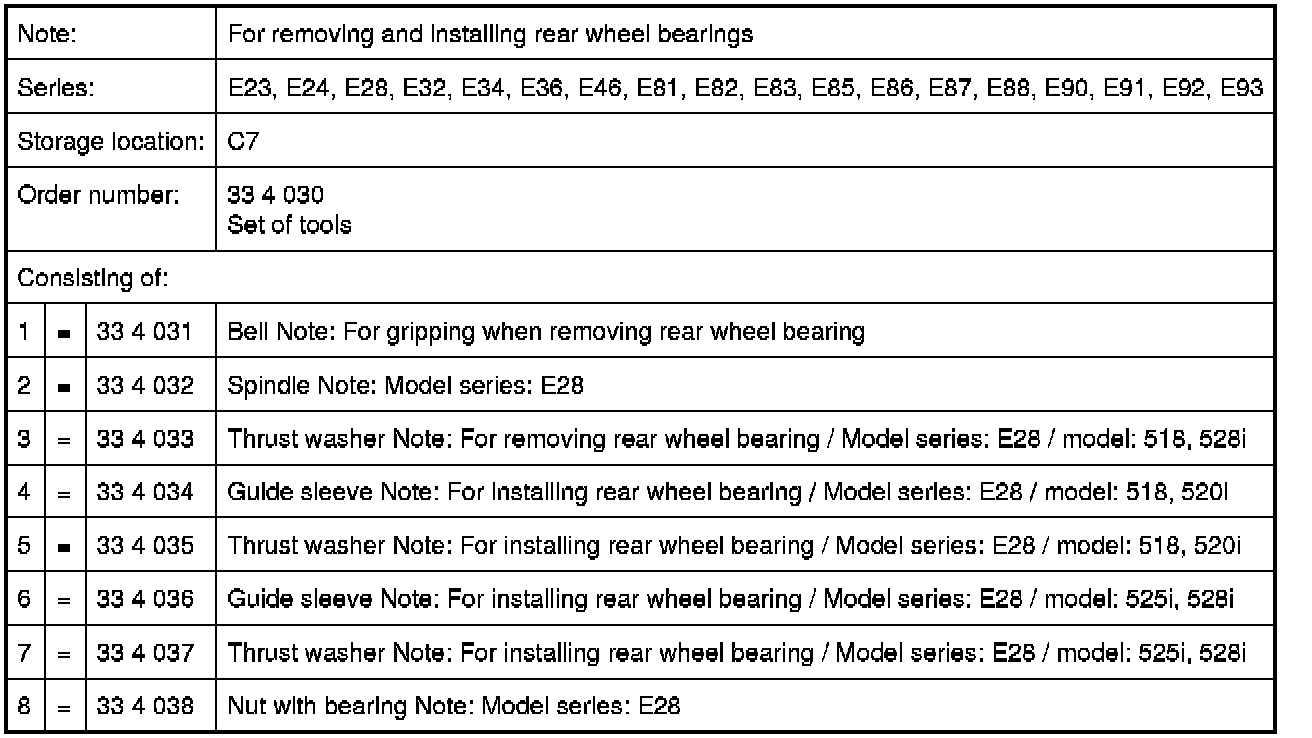 Note: For removing and installing rear wheel bearings
Series: E23, E24, E28, E32, E34, E36, E46, E81, E82, E83, E85, E86, E87, E88, E90, E91, E92, E93
Storage location: C7
Order number: 33 4 030
Set of tools
Consisting of:
1 = 33 4 031 Bell Note: For gripping when removing rear wheel bearing
2 = 33 4 032 Spindle Note: Model series: E28
3 = 33 4 033 Thrust washer Note: For removing rear wheel bearing / Model series: E28 / model: 518, 528i
4 = 33 4 034 Guide sleeve Note: For installing rear wheel bearing / Model series: E28 / model: 518, 520i
5 = 33 4 035 Thrust washer Note: For installing rear wheel bearing / Model series: E28 / model: 518, 520i
6 = 33 4 036 Guide sleeve Note: For installing rear wheel bearing / Model series: E28 / model: 525i, 528i
7 = 33 4 037 Thrust washer Note: For installing rear wheel bearing / Model series: E28 / model: 525i, 528i
8 = 33 4 038 Nut with bearing Note: Model series: E28